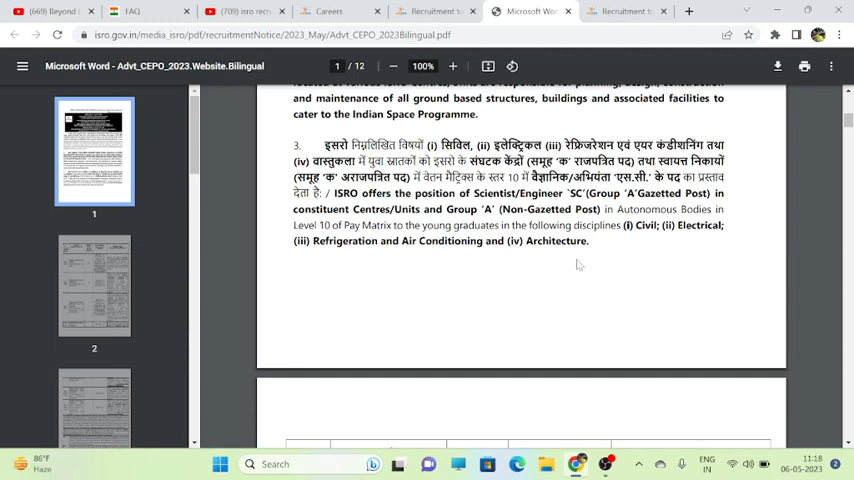 (669) Beyond
FAQ
(709) isro recru
Careers
Recruitment to
Microsoft Word
Recruitment to
isro.gov.in/media_isro/pdf/recruitmentNotice/2023_May/Advt_CEPO_2023Bilingual.pdf
Microsoft Word - Advt_CEPO_2023.Website.Bilingual
1 / 12
100%
and maintenance of all ground based structures, buildings and associated facilities to
cater to the Indian Space Programme.
3. इसरो निम्नलिखित विषयों (i) सिविल, (ii) इलेक्ट्रिकल (iii) रेफ्रिजरेशन एवं एयर कंडीशनिंग तथा
(iv) वास्तुकला में युवा स्नातकों को इसरो के संघटक केंद्रों (समूह 'क' राजपत्रित पद) तथा स्वायत्त निकायों
(समूह 'क' अराजपत्रित पद) में वेतन मैट्रिक्स के स्तर 10 में वैज्ञानिक/अभियंता 'एस.सी.' के पद का प्रस्ताव
देता है: / ISRO offers the position of Scientist/Engineer `SC'(Group 'A'Gazetted Post) in
constituent Centres/Units and Group 'A' (Non-Gazetted Post) in Autonomous Bodies in
Level 10 of Pay Matrix to the young graduates in the following disciplines (i) Civil; (ii) Electrical;
(iii) Refrigeration and Air Conditioning and (iv) Architecture.
1
2
86°F
Haze
Search
ENG
IN
11:18
06-05-2023
2